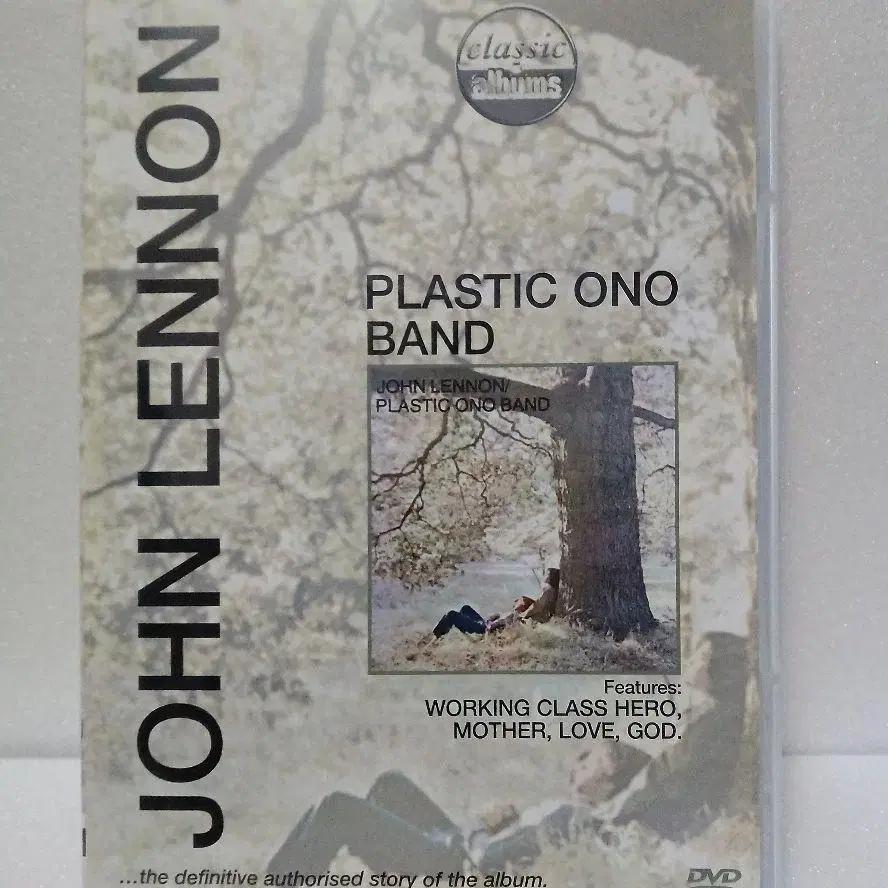 classic
albums
JOHN LENNON
PLASTIC ONO
BAND
JOHN LENNON/
PLASTIC ONO BAND
Features:
WORKING CLASS HERO,
MOTHER, LOVE, GOD.
...the definitive authorised story of the album.
DVD